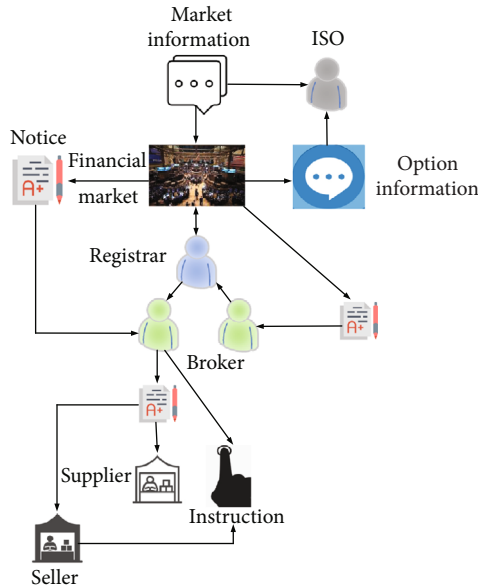 Market
information
ISO
Notice
Financial
market
A+
Option
information
Registrar
A+
Broker
A+
Supplier
Instruction
Seller